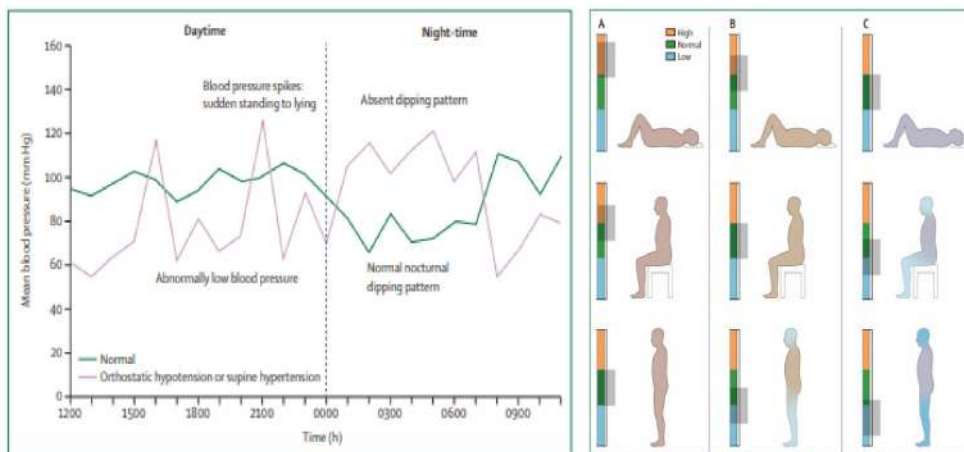 Daytime
Night-time
160
140
120
100
80
60
40
20
0
Mean blood pressure (mm Hg)
Blood pressure spikes:
sudden standing to lying
Absent dipping pattern
Abnormally low blood pressure
Normal nocturnal
dipping pattern
Normal
Orthostatic hypotension or supine hypertension
1200
1500
1800
2100
0000
0300
0600
0900
Time (h)
A
High
Normal
Low
B
C